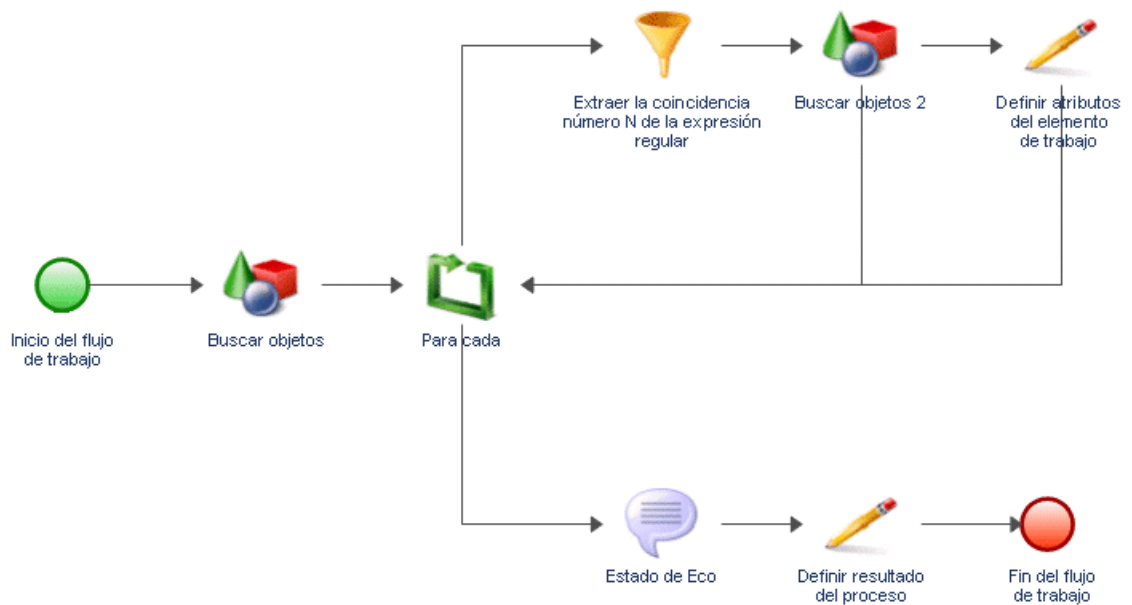 Extraer la coincidencia
número N de la expresión
regular
Buscar objetos 2
Definir atributos
del elemento
de trabajo
Inicio del flujo
de trabajo
Buscar objetos
Para cada
Estado de Eco
Definir resultado
del proceso
Fin del flujo
de trabajo